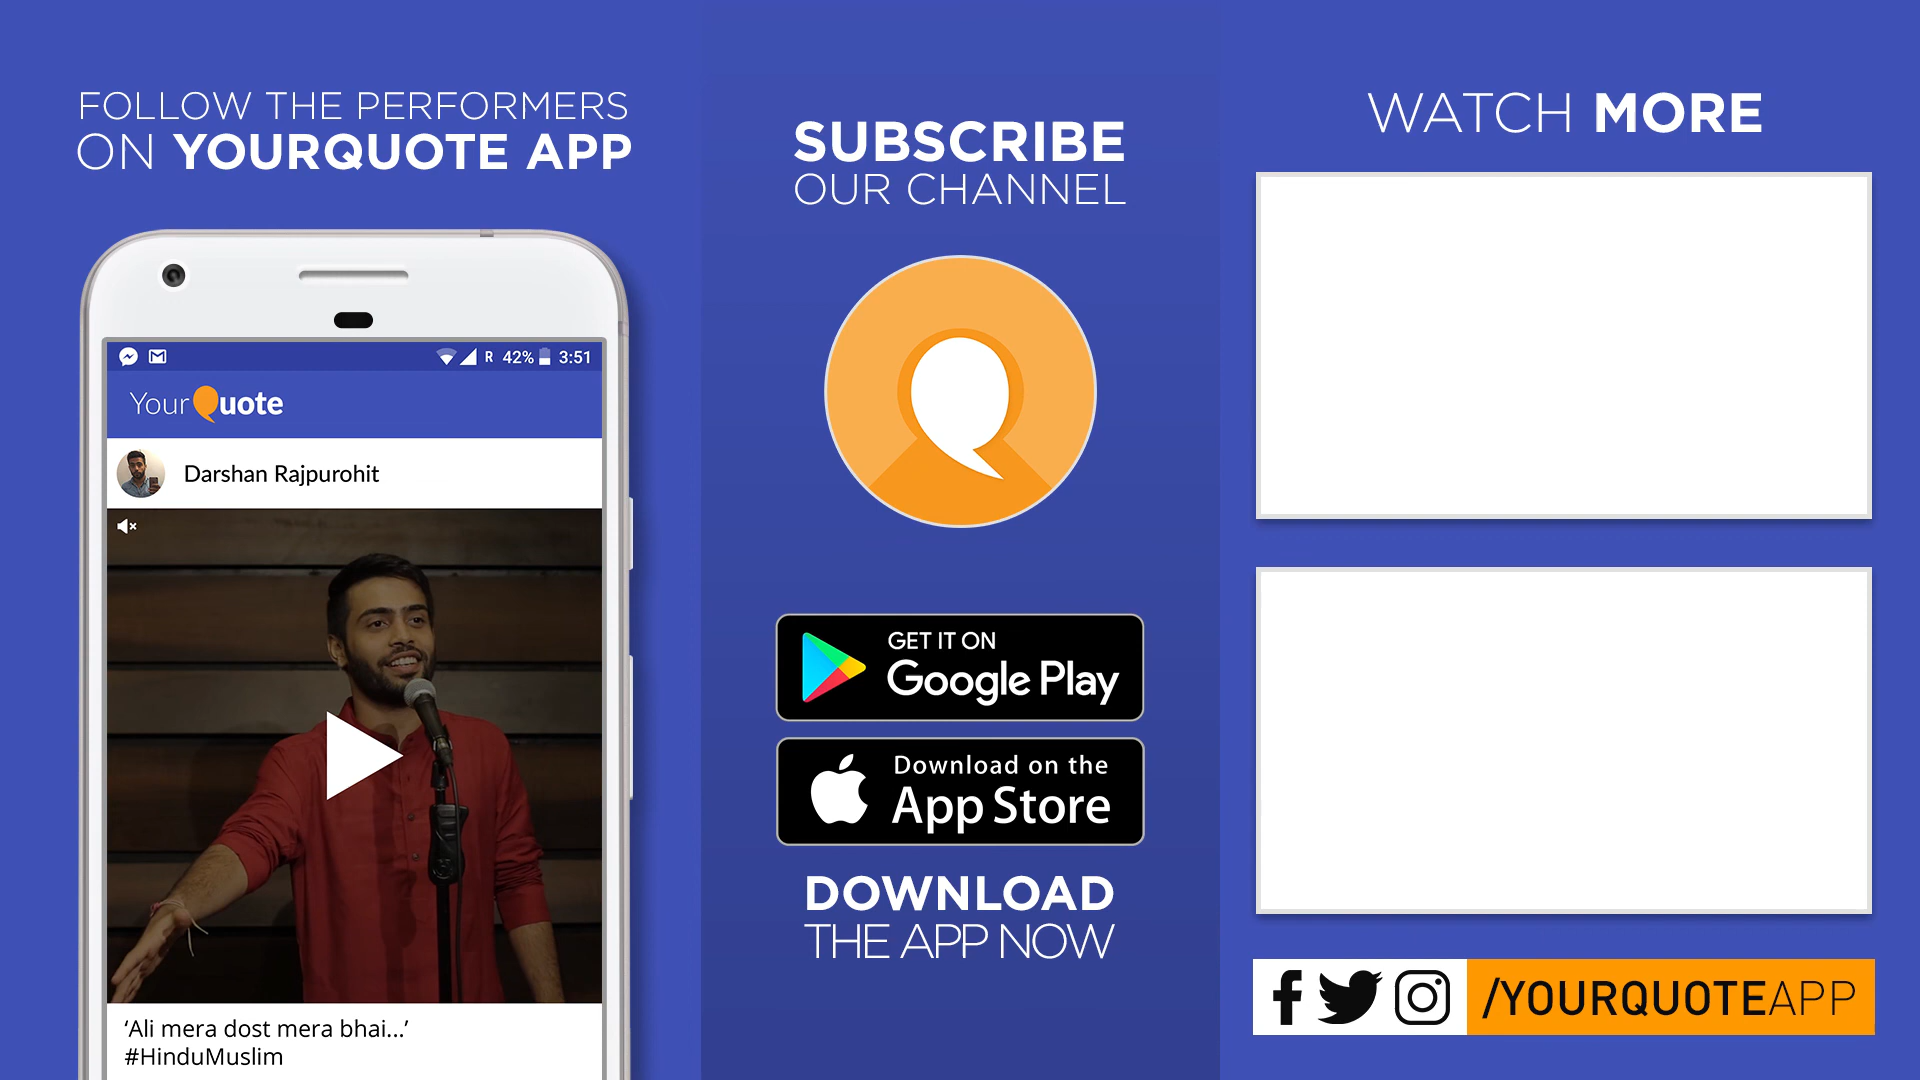 FOLLOW THE PERFORMERS
ON YOURQUOTE APP
R 42% 3:51
YourQuote
Darshan Rajpurohit
‘Ali mera dost mera bhai...’
#HinduMuslim
SUBSCRIBE
OUR CHANNEL
GET IT ON
Google Play
Download on the
App Store
DOWNLOAD
THE APP NOW
WATCH MORE
/YOURQUOTEAPP